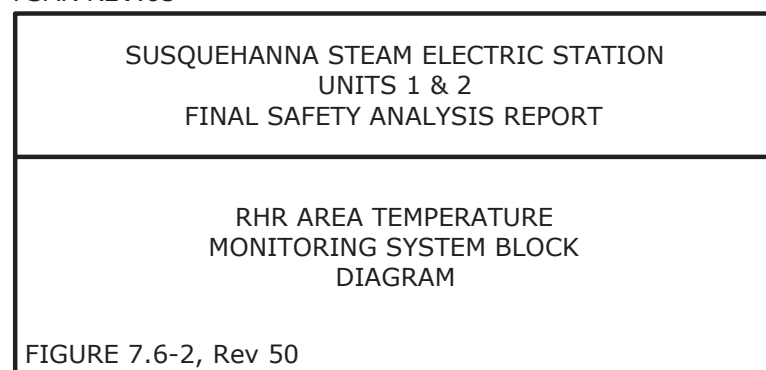 SUSQUEHANNA STEAM ELECTRIC STATION
UNITS 1 & 2
FINAL SAFETY ANALYSIS REPORT
RHR AREA TEMPERATURE
MONITORING SYSTEM BLOCK
DIAGRAM
FIGURE 7.6-2, Rev 50